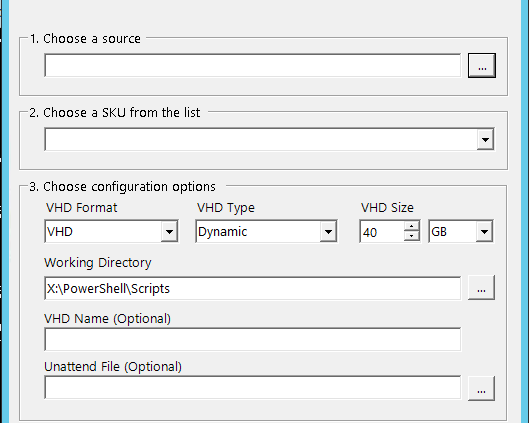 1. Choose a source
...
2. Choose a SKU from the list
3. Choose configuration options
VHD Format VHD Type VHD Size
VHD Dynamic 40 GB
Working Directory
X:\PowerShell\Scripts ...
VHD Name (Optional)
Unattend File (Optional)
...